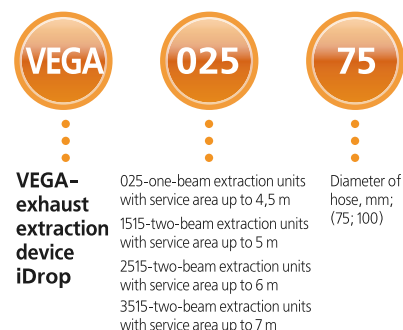 VEGA
025
75
VEGA–
exhaust
extraction
device
iDrop
025-one-beam extraction units
with service area up to 4,5 m
1515-two-beam extraction units
with service area up to 5 m
2515-two-beam extraction units
with service area up to 6 m
3515-two-beam extraction units
with service area up to 7 m
Diameter of
hose, mm;
(75; 100)